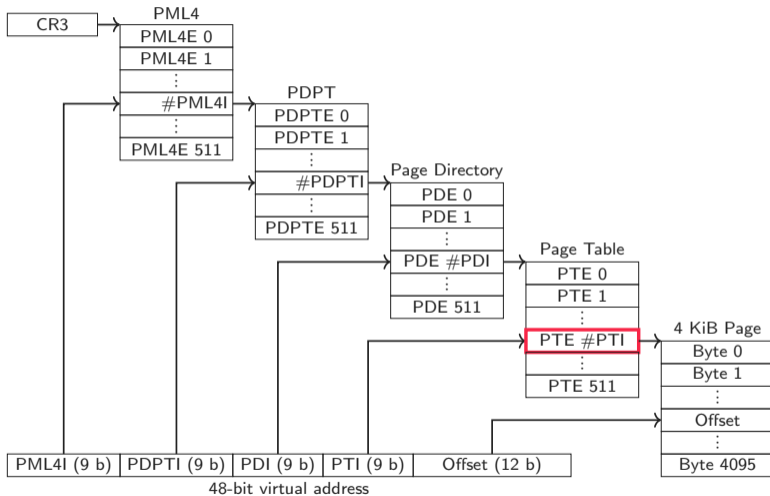 CR3
PML4
PML4E 0
PML4E 1
⋮
#PML4I
⋮
PML4E 511
PDPT
PDPTE 0
PDPTE 1
⋮
#PDPTI
⋮
PDPTE 511
Page Directory
PDE 0
PDE 1
⋮
PDE #PDI
⋮
PDE 511
Page Table
PTE 0
PTE 1
⋮
PTE #PTI
⋮
PTE 511
4 KiB Page
Byte 0
Byte 1
⋮
Offset
⋮
Byte 4095
PML4I (9 b) PDPTI (9 b) PDI (9 b) PTI (9 b) Offset (12 b)
48-bit virtual address